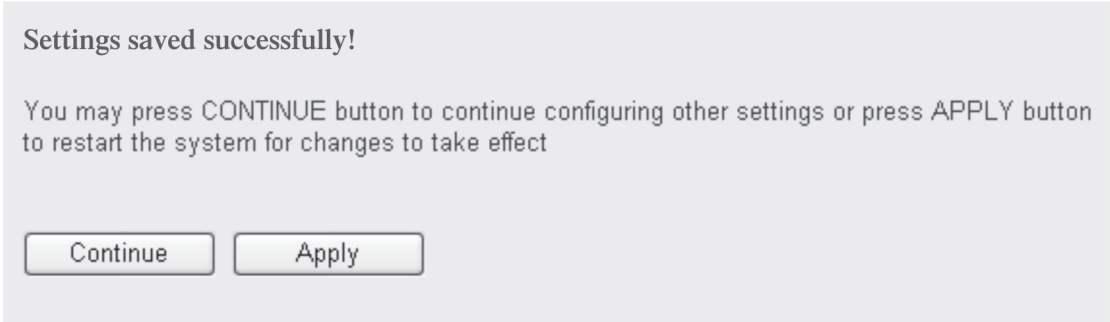 Settings saved successfully!
You may press CONTINUE button to continue configuring other settings or press APPLY button
to restart the system for changes to take effect
Continue
Apply